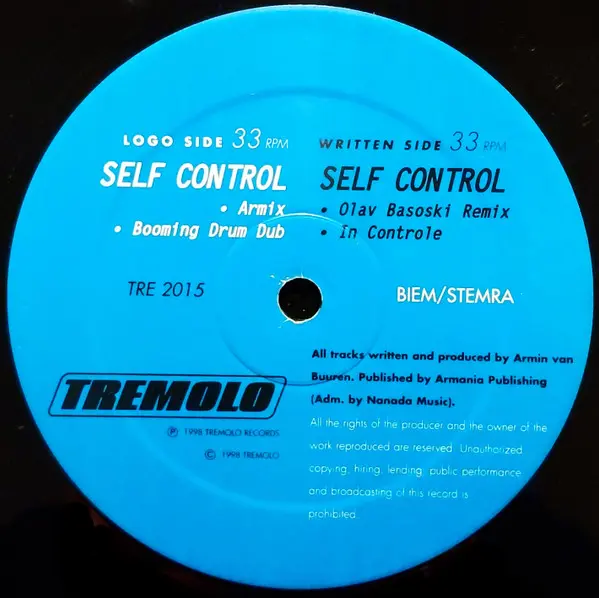 LOGO SIDE 33 RPM
SELF CONTROL
• Armix
• Booming Drum Dub
WRITTEN SIDE 33 RPM
SELF CONTROL
• Olav Basoski Remix
• In Controle
TRE 2015
BIEM/STEMRA
TREMOLO
Ⓟ 1998 TREMOLO RECORDS
© 1998 TREMOLO
All tracks written and produced by Armin van
Buuren. Published by Armania Publishing
(Adm. by Nanada Music).
All the rights of the producer and the owner of the
work reproduced are reserved. Unauthorized
copying, hiring, lending, public performance
and broadcasting of this record is
prohibited.